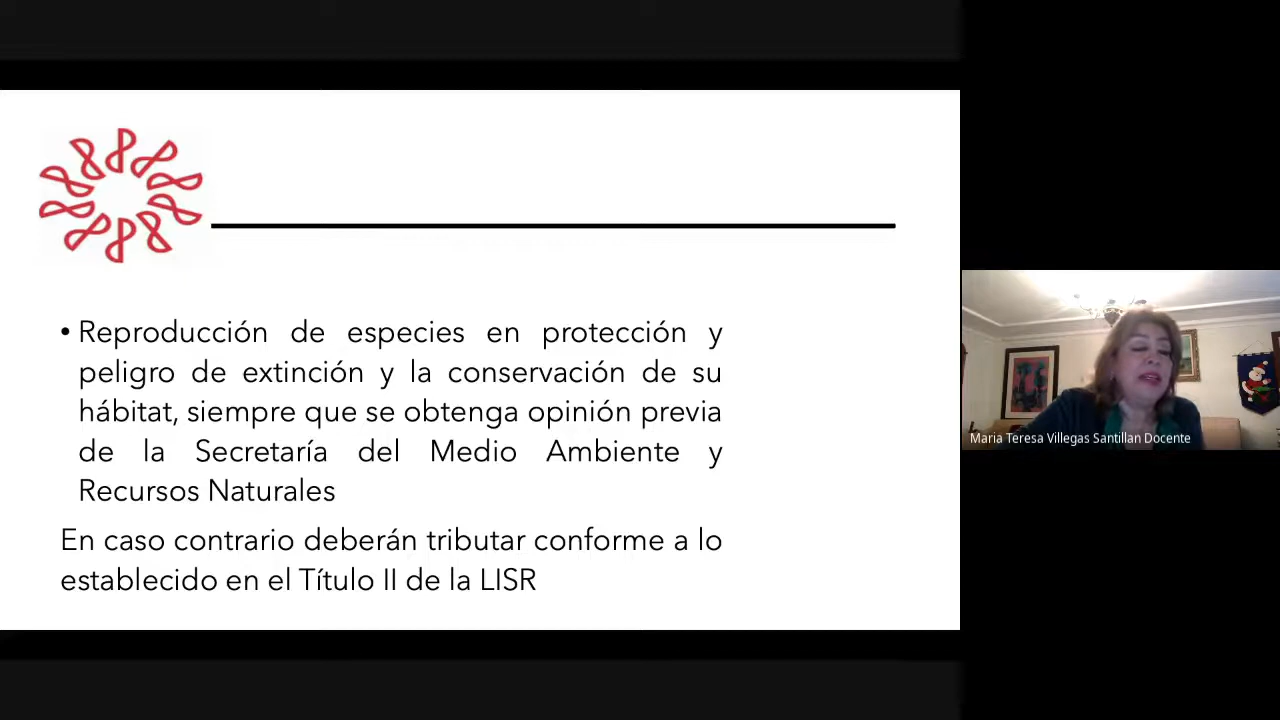 • Reproducción de especies en protección y
peligro de extinción y la conservación de su
hábitat, siempre que se obtenga opinión previa
de la Secretaría del Medio Ambiente y
Recursos Naturales
En caso contrario deberán tributar conforme a lo
establecido en el Título II de la LISR
Maria Teresa Villegas Santillan Docente